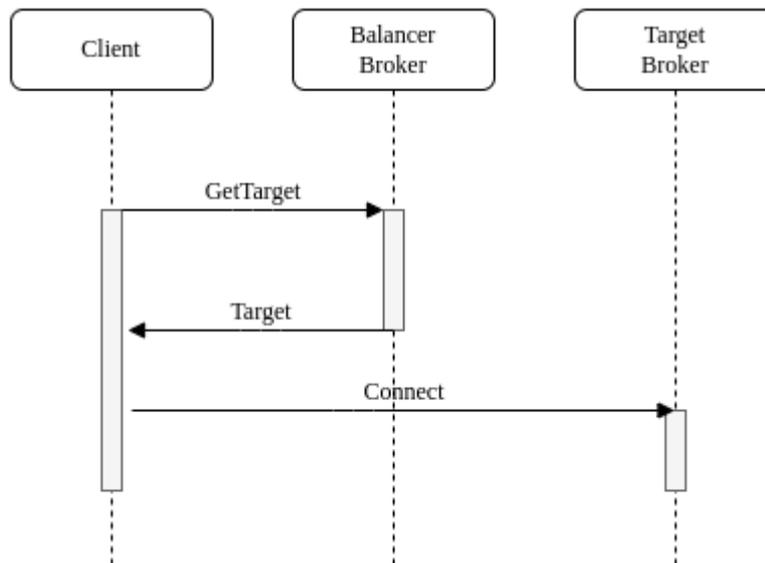 Client
Balancer
Broker
Target
Broker
GetTarget
Target
Connect